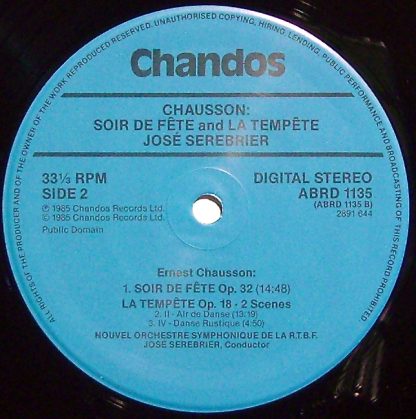 ALL RIGHTS OF THE PRODUCER AND OF THE OWNER OF THE WORK REPRODUCED RESERVED. UNAUTHORISED COPYING, HIRING, LENDING, PUBLIC PERFORMANCE AND BROADCASTING OF THIS RECORD PROHIBITED
Chandos
CHAUSSON:
SOIR DE FÊTE and LA TEMPÊTE
JOSÉ SEREBRIER
33⅓ RPM
SIDE 2
℗ 1985 Chandos Records Ltd.
© 1985 Chandos Records Ltd.
Public Domain
DIGITAL STEREO
ABRD 1135
(ABRD 1135 B)
2891 644
Ernest Chausson:
1. SOIR DE FÊTE Op. 32 (14:48)
LA TEMPÊTE Op. 18 - 2 Scenes
2. II - Air de Danse (13:19)
3. IV - Danse Rustique (4:50)
NOUVEL ORCHESTRE SYMPHONIQUE DE LA R.T.B.F.
JOSÉ SEREBRIER, Conductor